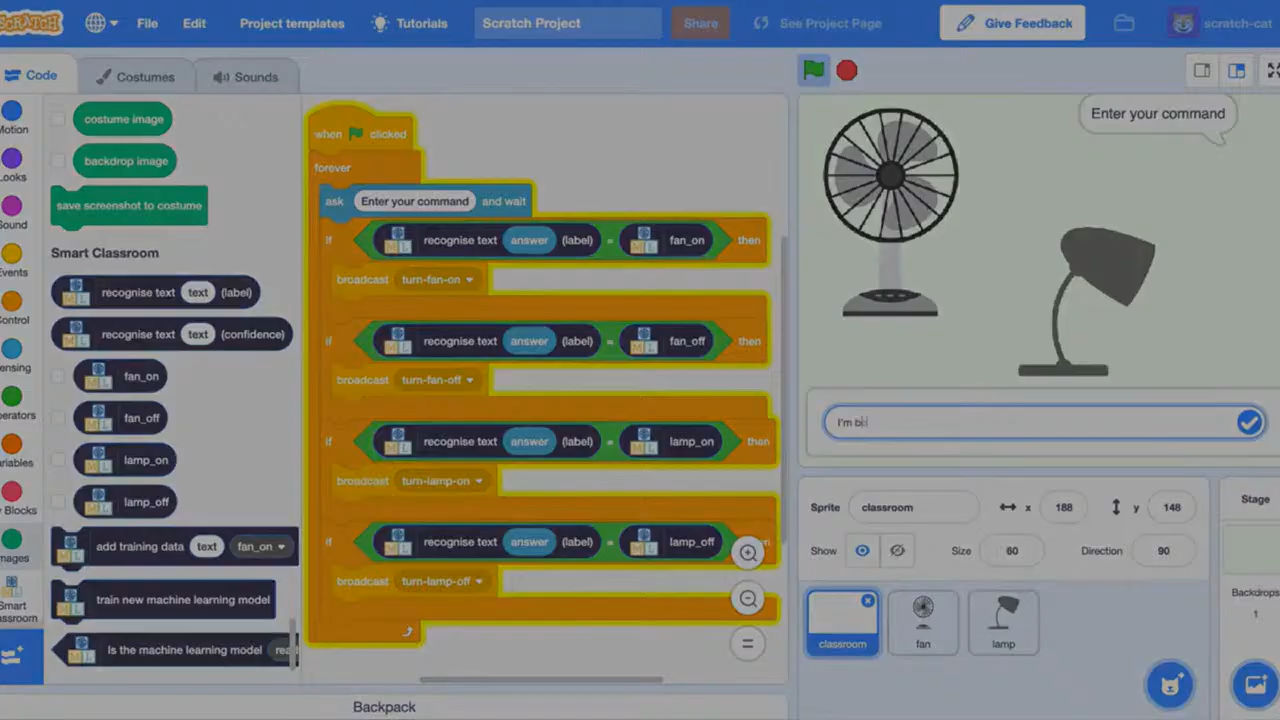 SCRATCH File Edit Project templates Tutorials Scratch Project Share See Project Page Give Feedback scratch-cat
Code Costumes Sounds
Motion
Looks
Sound
Events
Control
Sensing
Operators
Variables
My Blocks
Images
Smart
Classroom
costume image
backdrop image
save screenshot to costume
Smart Classroom
recognise text text (label)
recognise text text (confidence)
fan_on
fan_off
lamp_on
lamp_off
add training data text fan_on
train new machine learning model
Is the machine learning model
when clicked
forever
ask Enter your command and wait
if recognise text answer (label) = fan_on then
broadcast turn-fan-on
if recognise text answer (label) = fan_off then
broadcast turn-fan-off
if recognise text answer (label) = lamp_on then
broadcast turn-lamp-on
if recognise text answer (label) = lamp_off
broadcast turn-lamp-off
Backpack
Enter your command
Sprite classroom x 188 y 148
Show Size 60 Direction 90
classroom fan lamp
Stage
Backdrops
1